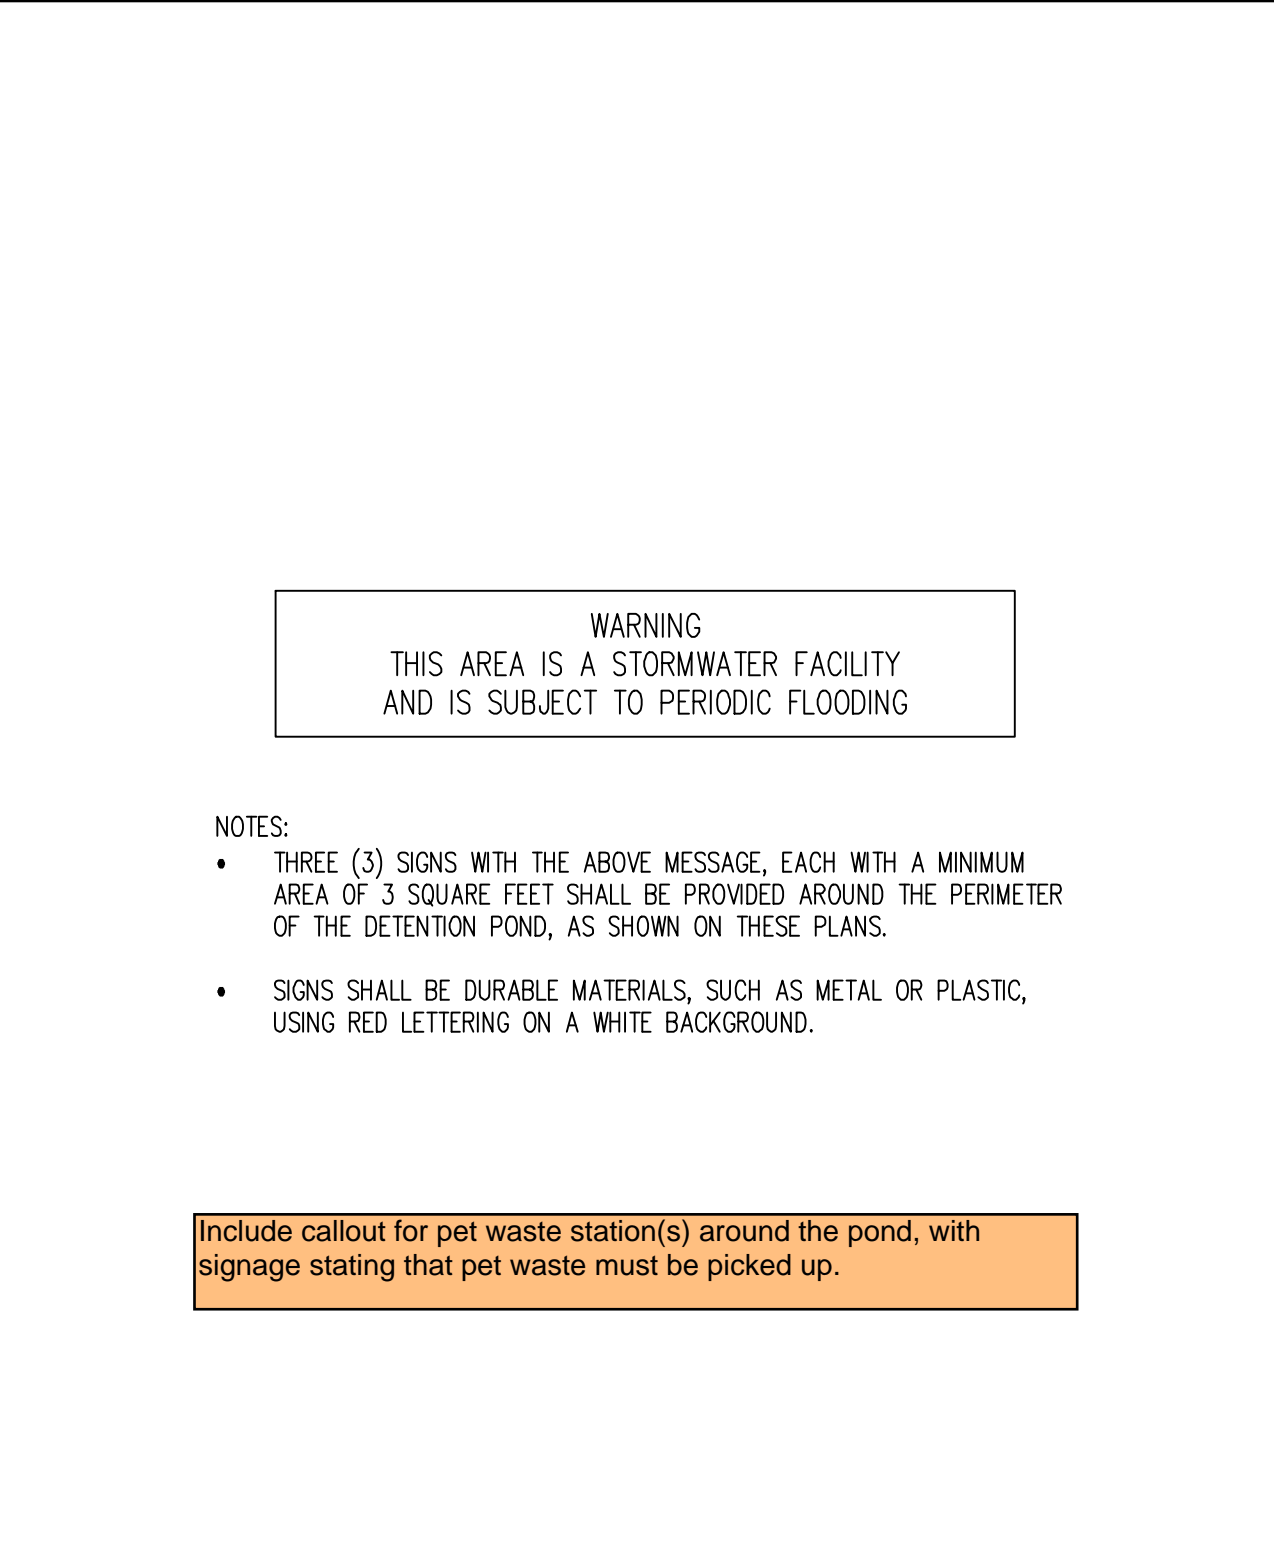 WARNING
THIS AREA IS A STORMWATER FACILITY
AND IS SUBJECT TO PERIODIC FLOODING
NOTES:
• THREE (3) SIGNS WITH THE ABOVE MESSAGE, EACH WITH A MINIMUM
AREA OF 3 SQUARE FEET SHALL BE PROVIDED AROUND THE PERIMETER
OF THE DETENTION POND, AS SHOWN ON THESE PLANS.
• SIGNS SHALL BE DURABLE MATERIALS, SUCH AS METAL OR PLASTIC,
USING RED LETTERING ON A WHITE BACKGROUND.
Include callout for pet waste station(s) around the pond, with
signage stating that pet waste must be picked up.